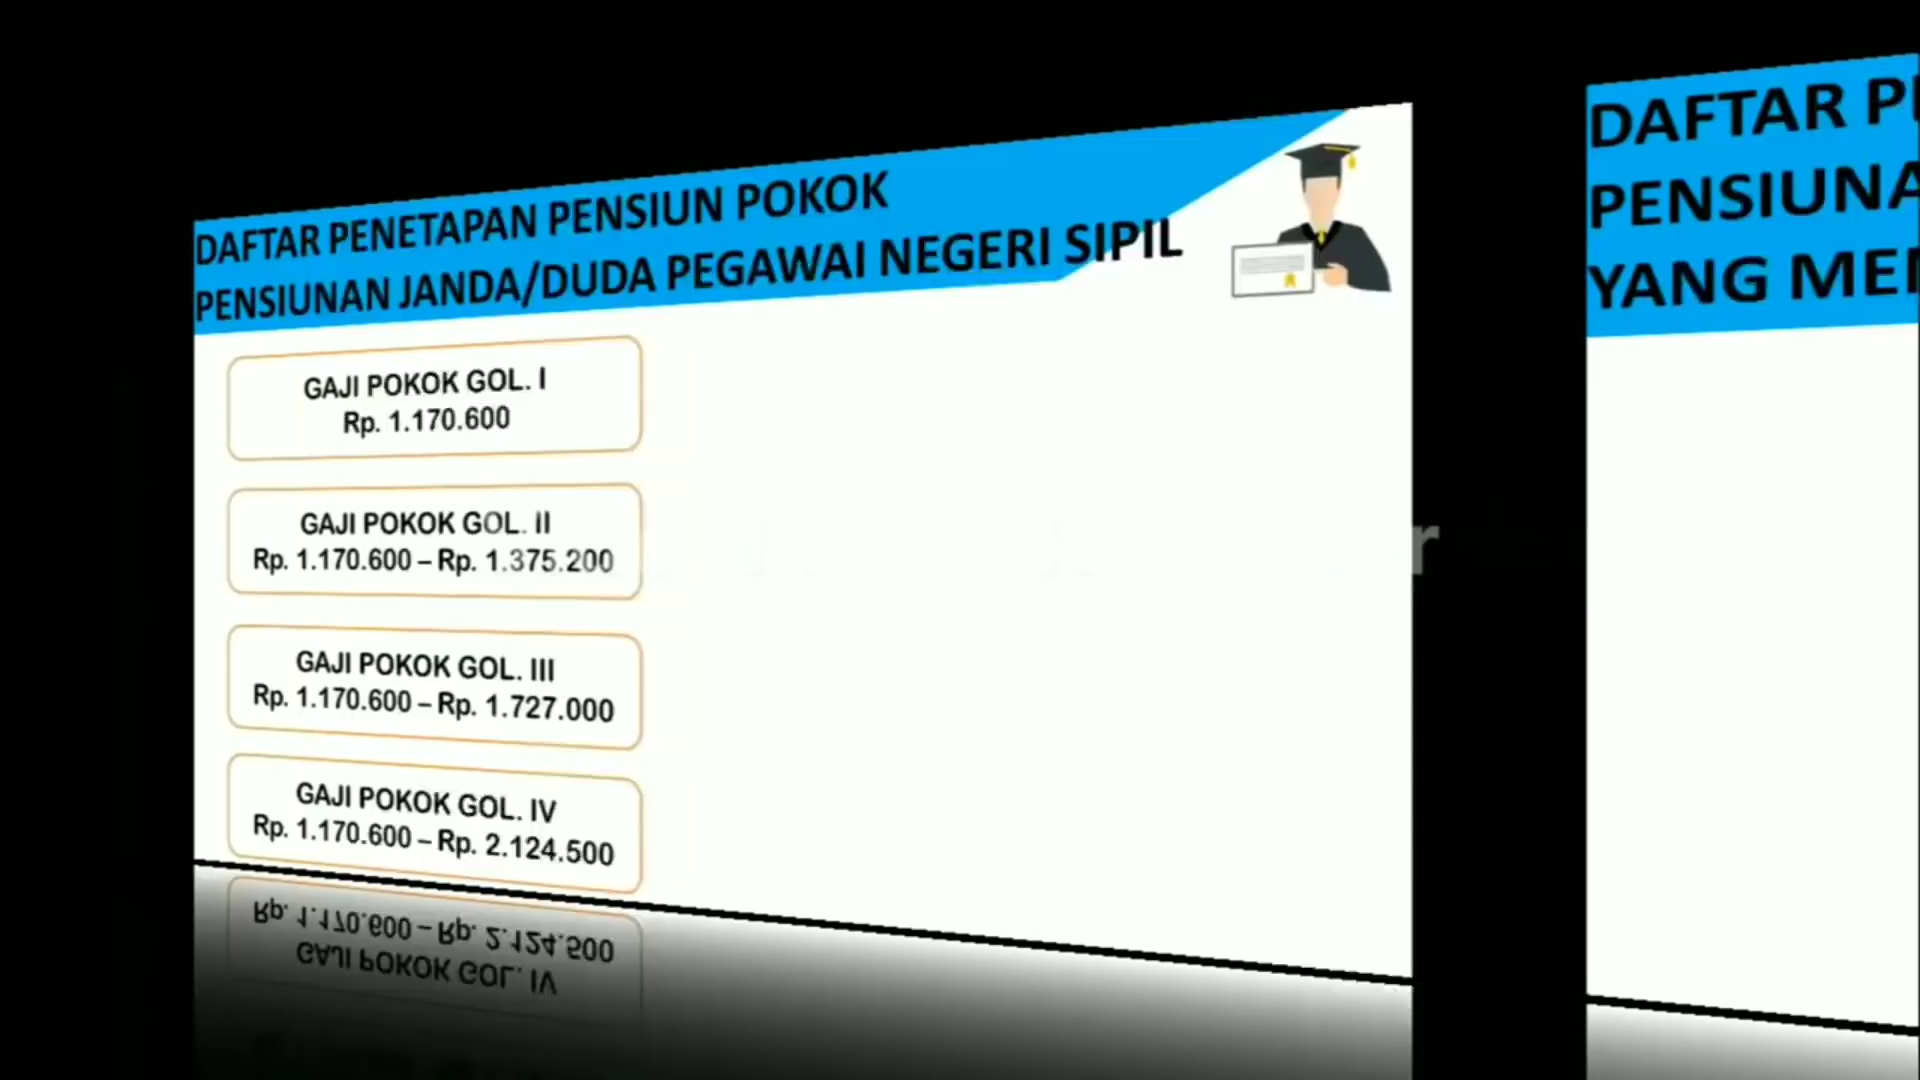 DAFTAR PENETAPAN PENSIUN POKOK
PENSIUNAN JANDA/DUDA PEGAWAI NEGERI SIPIL
GAJI POKOK GOL. I
Rp. 1.170.600
GAJI POKOK GOL. II
Rp. 1.170.600 – Rp. 1.375.200
GAJI POKOK GOL. III
Rp. 1.170.600 – Rp. 1.727.000
GAJI POKOK GOL. IV
Rp. 1.170.600 – Rp. 2.124.500
DAFTAR
YANG